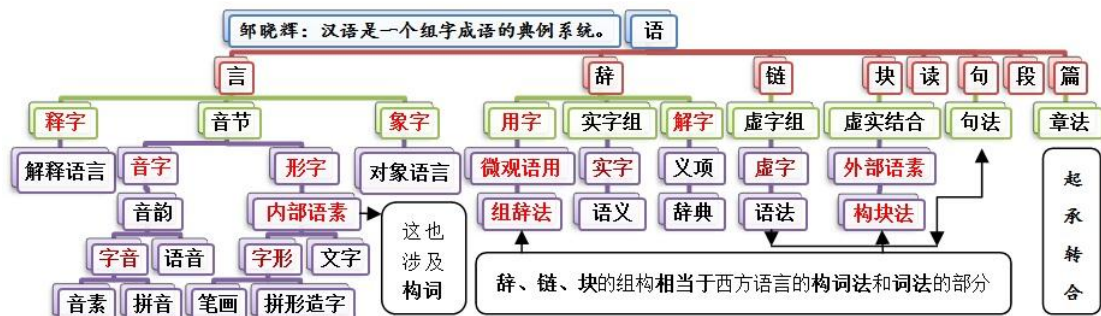 邹晓辉：汉语是一个组字成语的典例系统。 语
言 辞 链 块 读 句 段 篇
释字 音节 象字 用字 实字组 解字 虚字组 虚实结合 句法 章法
解释语言 音字 形字 对象语言 微观语用 实字 义项 虚字 外部语素
音韵 内部语素 组辞法 语义 辞典 语法 构块法
字音 语音 字形 文字
音素 拼音 笔画 拼形造字
这也
涉及
构词
辞、链、块的组构相当于西方语言的构词法和词法的部分
起
承
转
合